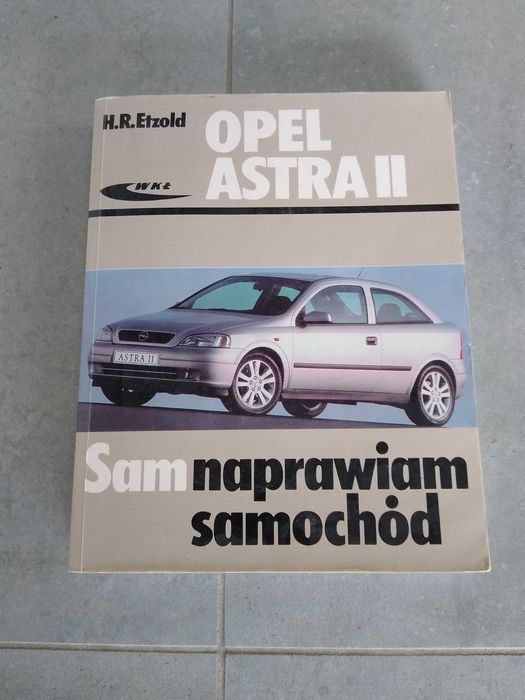 H.R.Etzold
OPEL
ASTRA II
WKŁ
ASTRA II
Sam naprawiam
samochód